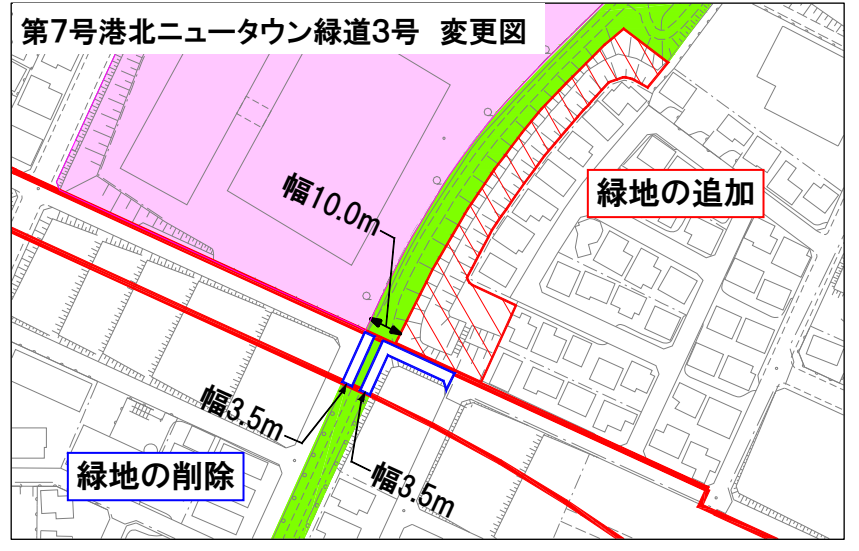 第7号港北ニュータウン緑道3号 変更図
緑地の追加
幅10.0m
幅3.5m
緑地の削除
幅3.5m